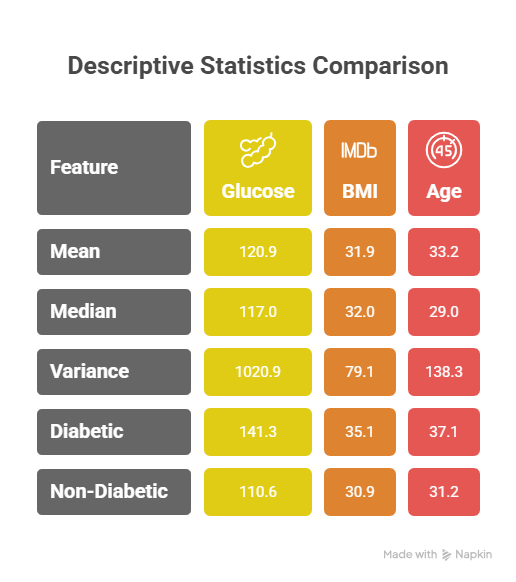 Descriptive Statistics Comparison
Feature
IMDb
45
Glucose BMI Age
Mean 120.9 31.9 33.2
Median 117.0 32.0 29.0
Variance 1020.9 79.1 138.3
Diabetic 141.3 35.1 37.1
Non-Diabetic 110.6 30.9 31.2
Made with Napkin